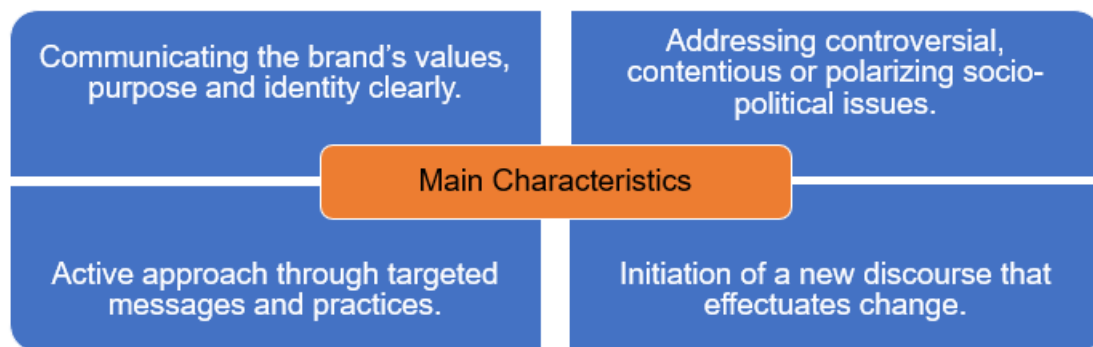 Communicating the brand’s values,
purpose and identity clearly.
Addressing controversial,
contentious or polarizing socio-
political issues.
Main Characteristics
Active approach through targeted
messages and practices.
Initiation of a new discourse that
effectuates change.